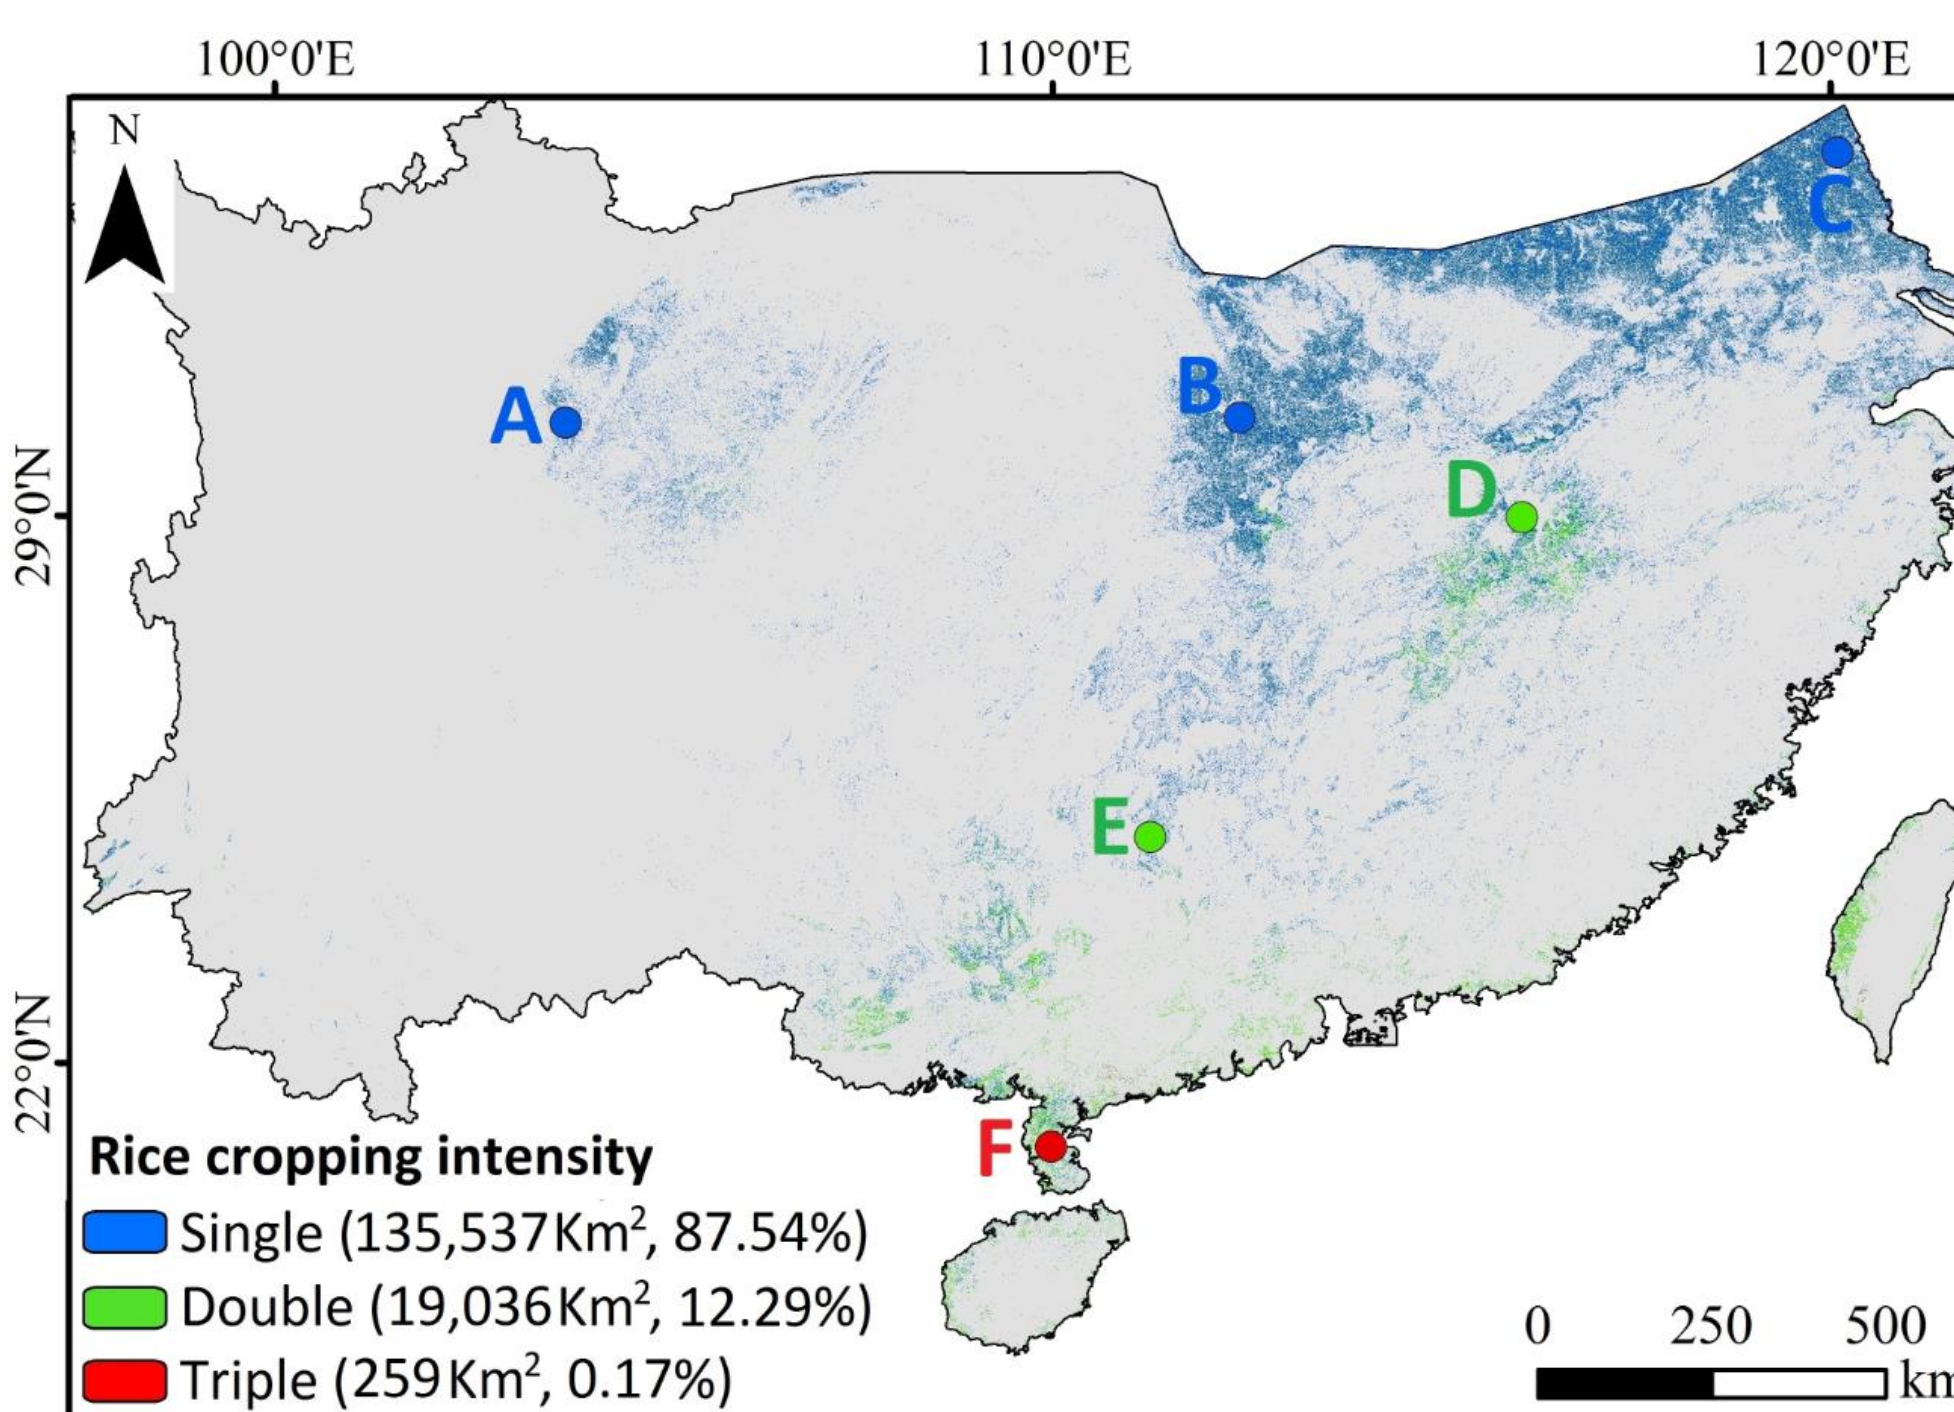 100°0'E 110°0'E 120°0'E
N
C
B
A
D
29°0'N
E
22°0'N
F
Rice cropping intensity
Single (135,537Km², 87.54%)
Double (19,036Km², 12.29%)
Triple (259Km², 0.17%)
0 250 500
km